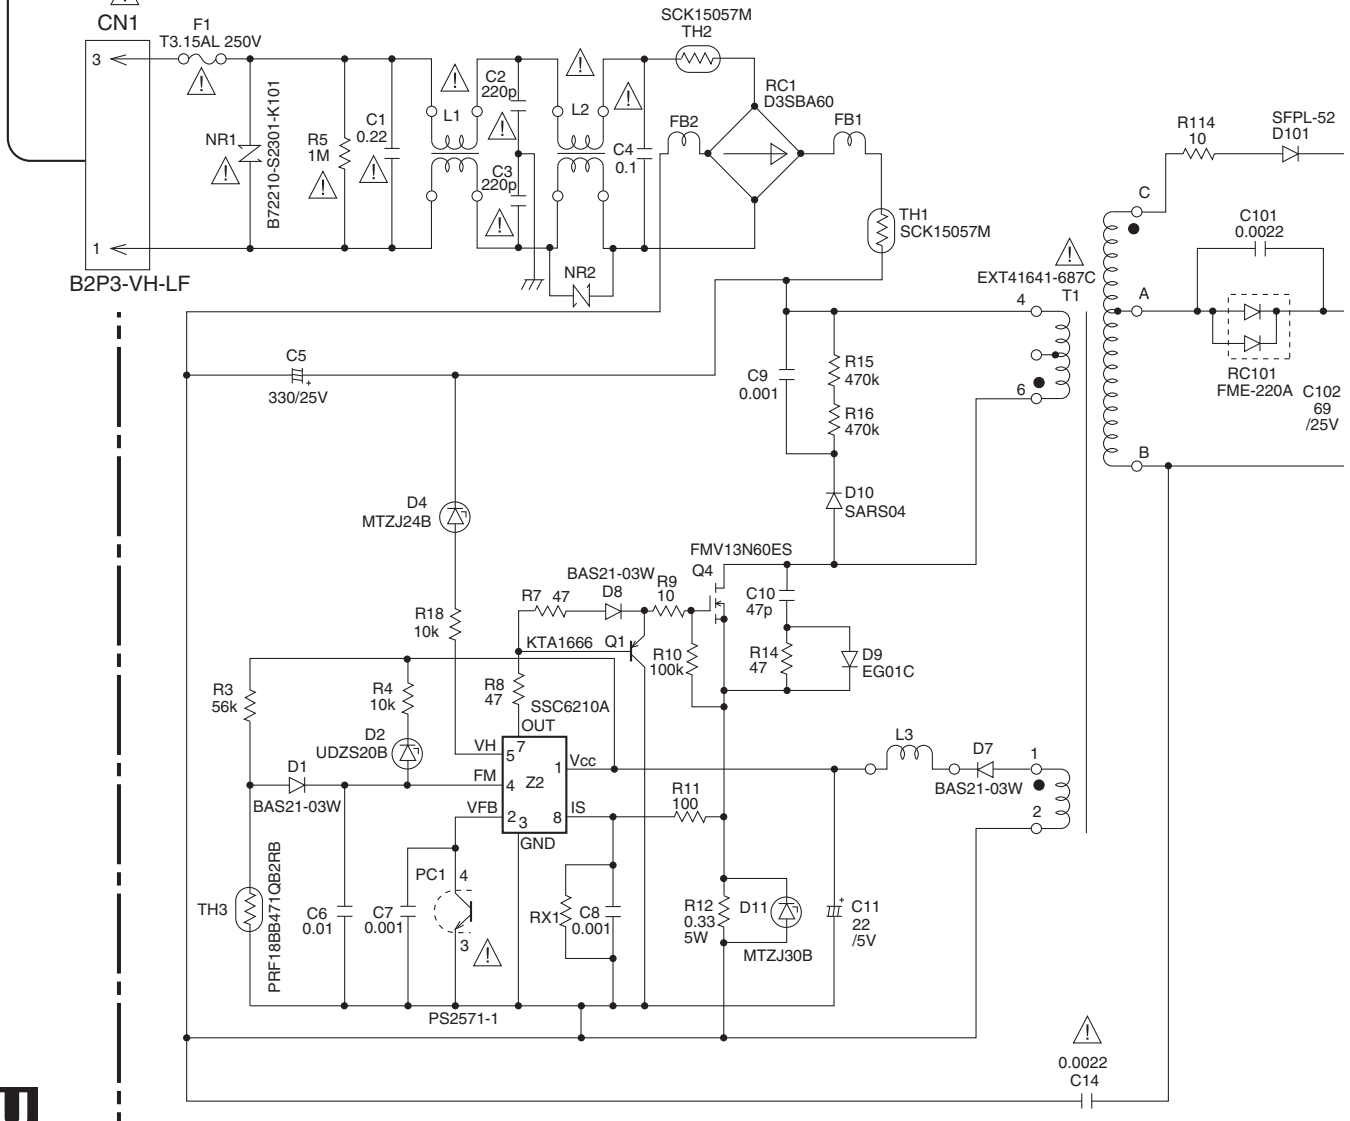 SCK15057M
TH2
CN1
F1
T3.15AL 250V
3
1
B2P3-VH-LF
NR1
B72210-S2301-K101
R5
1M
C1
0.22
L1
C2
220p
C3
220p
L2
C4
0.1
NR2
FB2
RC1
D3SBA60
FB1
TH1
SCK15057M
SFPL-52
D101
R114
10
C
C101
0.0022
EXT41641-687C
T1
4
6
A
B
RC101
FME-220A
C102
69
/25V
C5
+
330/25V
C9
0.001
R15
470k
R16
470k
D10
SARS04
D4
MTZJ24B
R18
10k
FMV13N60ES
Q4
BAS21-03W
D8
R7 47
R9
10
KTA1666 Q1
R10
100k
C10
47p
R14
47
D9
EG01C
R3
56k
R4
10k
R8
47
SSC6210A
D2
UDZS20B
OUT
7
VH
5
Vcc
1
FM
4
Z2
VFB
2
3
IS
8
GND
D1
BAS21-03W
L3
D7
BAS21-03W
1
2
R11
100
TH3
PRF18BB471QB2RB
C6
0.01
C7
0.001
PC1
4
3
PS2571-1
RX1
C8
0.001
R12
0.33
5W
D11
MTZJ30B
+
C11
22
/5V
0.0022
C14